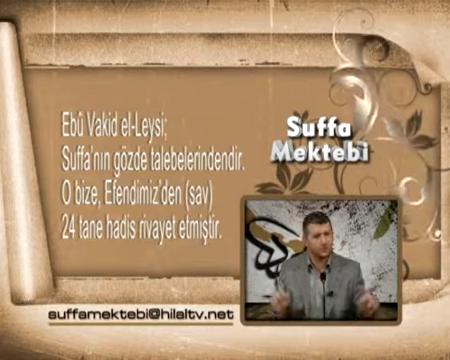 Ebû Vakid el-Leysi;
Suffa'nın gözde talebelerindendir.
O bize, Efendimiz'den (sav)
24 tane hadis rivayet etmiştir.
Suffa
Mektebi
suffamektebi@hilaltv.net